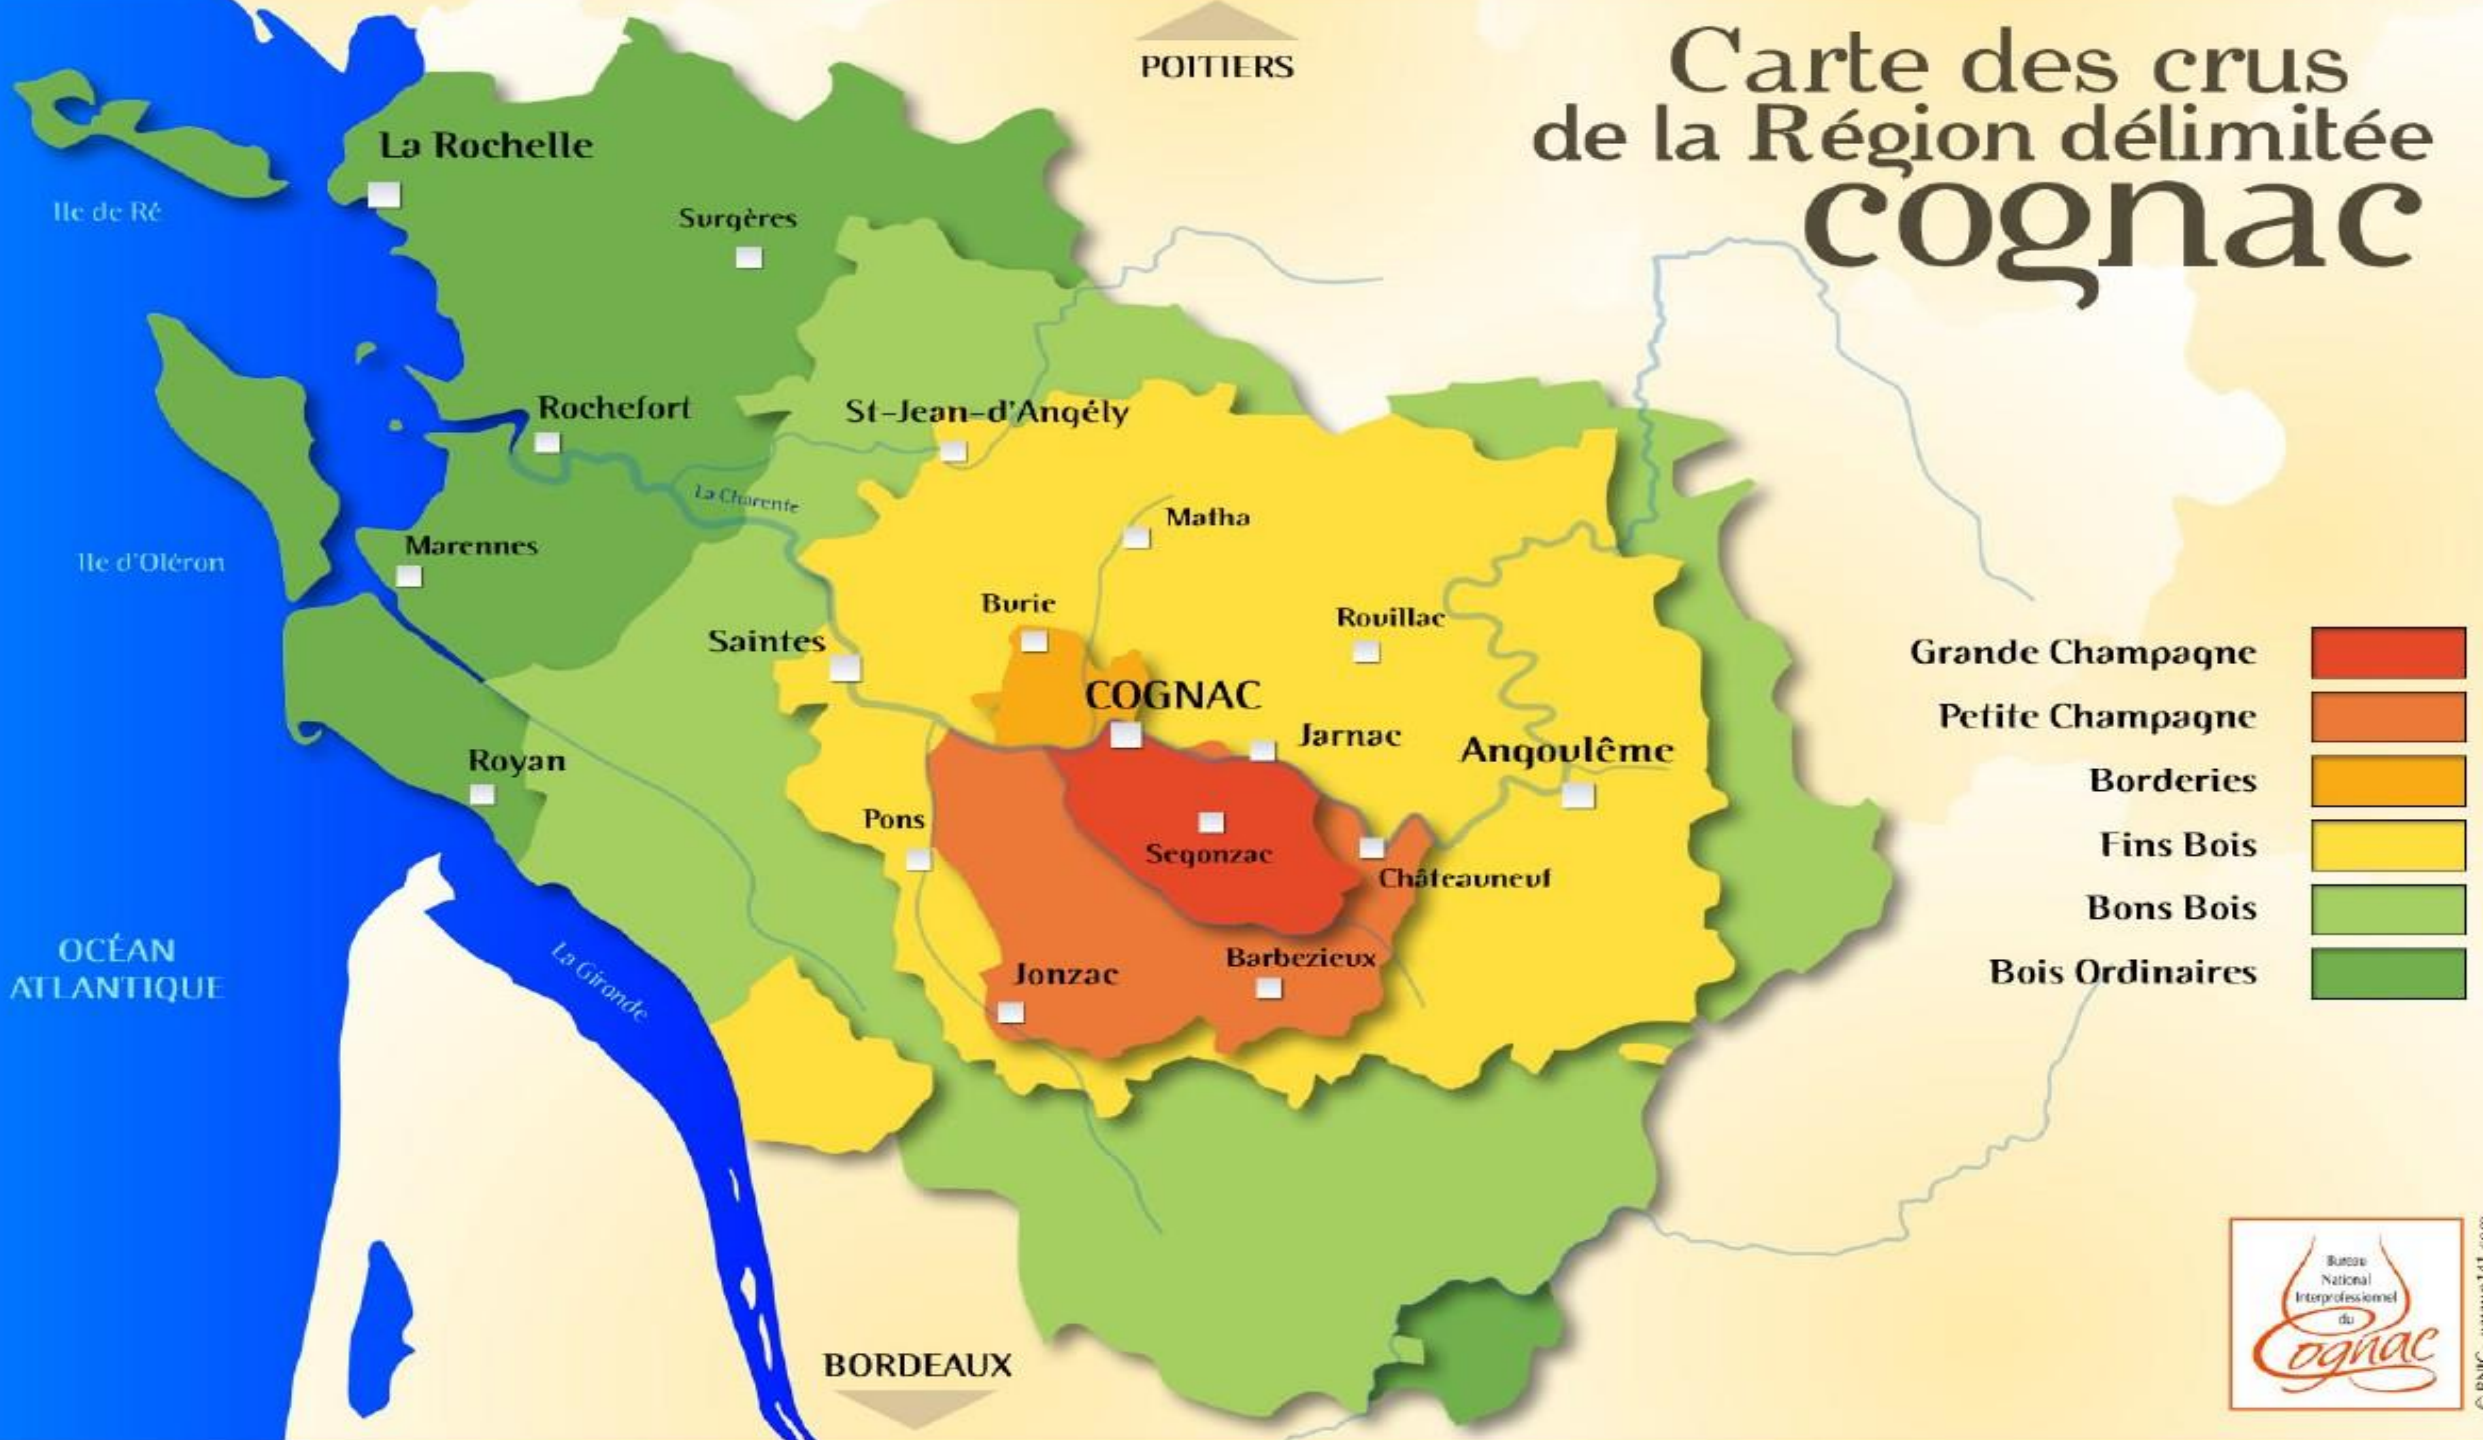 Carte des crus
de la Région délimitée
cognac
POITIERS
La Rochelle
Ile de Ré
Surgères
Rochefort
St-Jean-d'Angély
La Charente
Matha
Marennes
Ile d'Oléron
Burie
Rouillac
Saintes
COGNAC
Jarnac
Angoulême
Royan
Pons
Segonzac
Châteauneuf
OCÉAN
ATLANTIQUE
La Gironde
Jonzac
Barbezieux
BORDEAUX
Grande Champagne
Petite Champagne
Borderies
Fins Bois
Bons Bois
Bois Ordinaires
Bureau
National
Interprofessionnel
du
Cognac